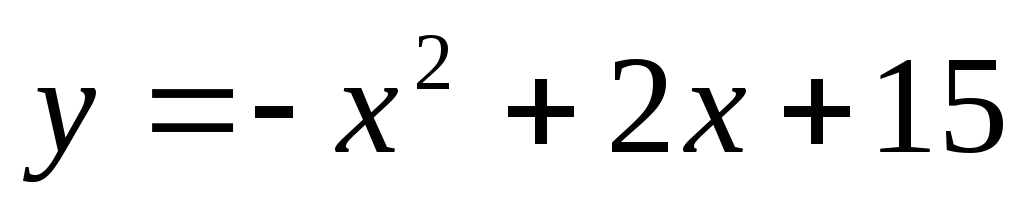 y = - x² + 2x + 15